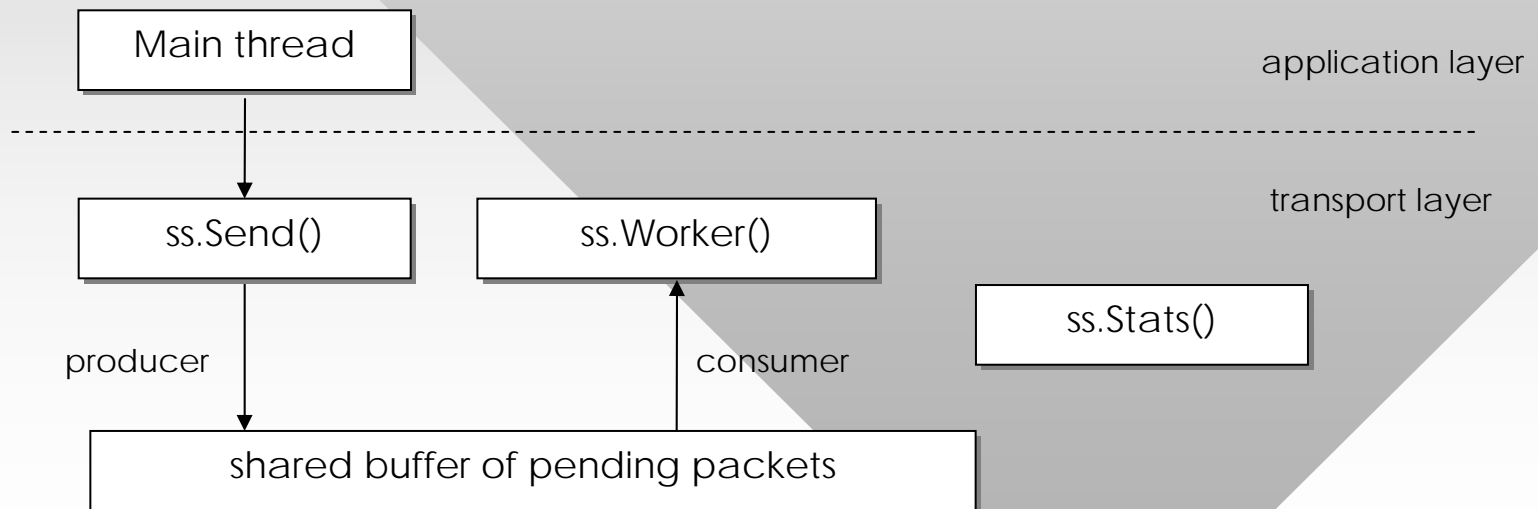 Main thread
application layer
transport layer
ss.Send()
ss.Worker()
ss.Stats()
producer
consumer
shared buffer of pending packets